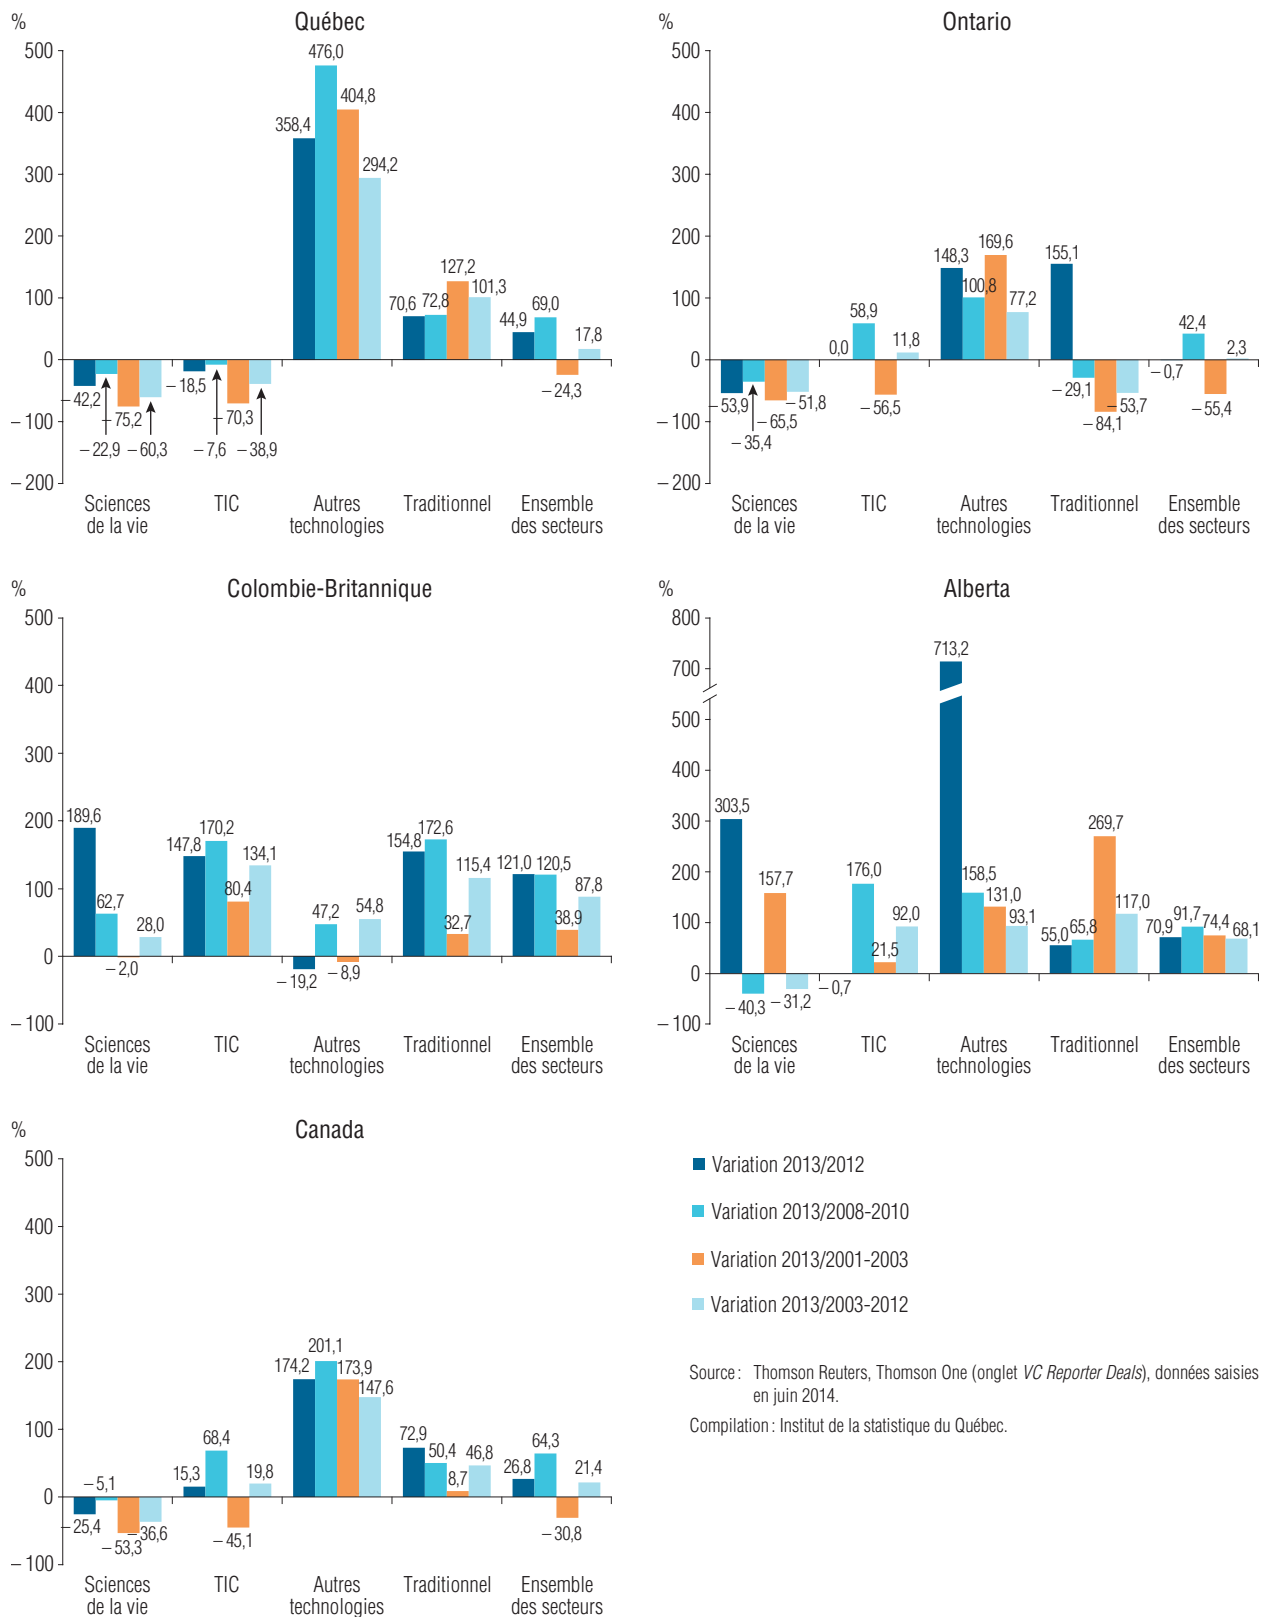 Québec
%
500
400
300
200
100
0
– 100
– 200
358,4
476,0
404,8
294,2
70,6
72,8
127,2
101,3
44,9
69,0
– 24,3
17,8
– 42,2
– 22,9
– 75,2
– 60,3
– 18,5
– 7,6
– 70,3
– 38,9
Sciences
de la vie
TIC
Autres
technologies
Traditionnel
Ensemble
des secteurs
Ontario
%
500
400
300
200
100
0
– 100
– 200
– 53,9
– 35,4
– 65,5
– 51,8
0,0
58,9
– 56,5
11,8
148,3
100,8
169,6
77,2
155,1
– 29,1
– 84,1
– 53,7
– 0,7
42,4
– 55,4
2,3
Sciences
de la vie
TIC
Autres
technologies
Traditionnel
Ensemble
des secteurs
Colombie-Britannique
%
500
400
300
200
100
0
– 100
189,6
62,7
– 2,0
28,0
147,8
170,2
80,4
134,1
– 19,2
47,2
– 8,9
54,8
154,8
172,6
32,7
115,4
121,0
120,5
38,9
87,8
Sciences
de la vie
TIC
Autres
technologies
Traditionnel
Ensemble
des secteurs
Alberta
%
800
700
500
400
300
200
100
0
– 100
303,5
– 40,3
157,7
– 31,2
– 0,7
176,0
21,5
92,0
713,2
158,5
131,0
93,1
55,0
65,8
269,7
117,0
70,9
91,7
74,4
68,1
Sciences
de la vie
TIC
Autres
technologies
Traditionnel
Ensemble
des secteurs
Canada
%
500
400
300
200
100
0
– 100
– 25,4
– 5,1
– 53,3
– 36,6
15,3
68,4
– 45,1
19,8
174,2
201,1
173,9
147,6
72,9
50,4
8,7
46,8
26,8
64,3
– 30,8
21,4
Sciences
de la vie
TIC
Autres
technologies
Traditionnel
Ensemble
des secteurs
Variation 2013/2012
Variation 2013/2008-2010
Variation 2013/2001-2003
Variation 2013/2003-2012
Source : Thomson Reuters, Thomson One (onglet VC Reporter Deals), données saisies
en juin 2014.
Compilation : Institut de la statistique du Québec.